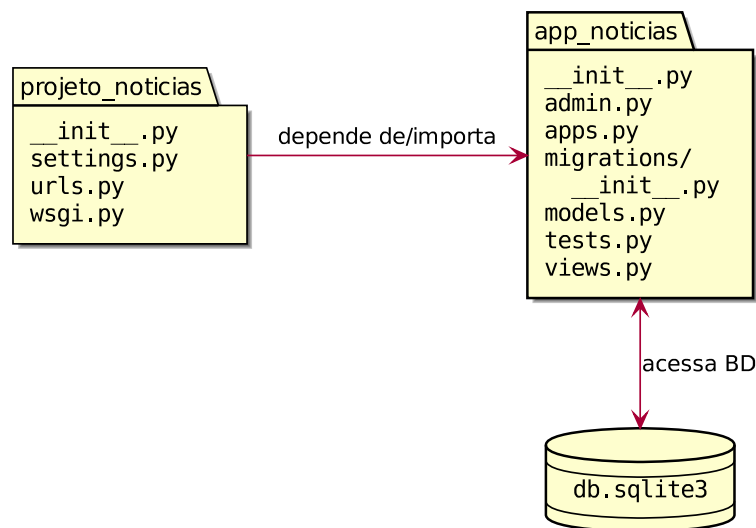 projeto_noticias
__init__.py
settings.py
urls.py
wsgi.py
depende de/importa
app_noticias
__init__.py
admin.py
apps.py
migrations/
  __init__.py
models.py
tests.py
views.py
acessa BD
db.sqlite3